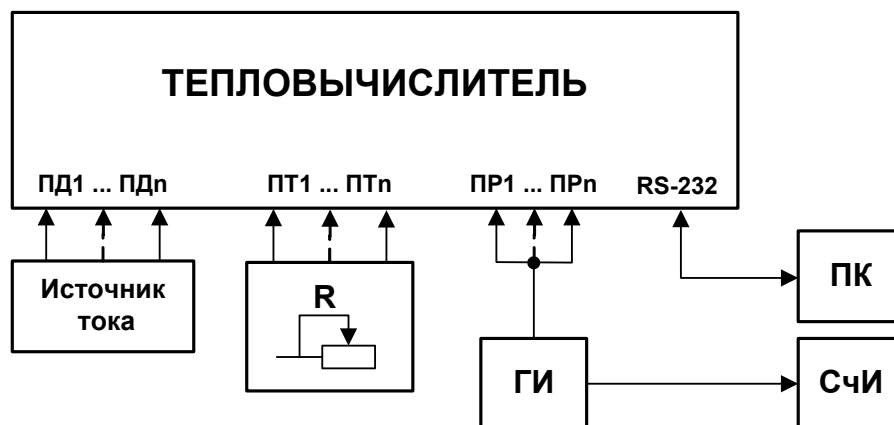 ТЕПЛОВЫЧИСЛИТЕЛЬ
ПД1 ... ПДn ПТ1 ... ПТn ПР1 ... ПРn RS-232
Источник
тока
R
ПК
ГИ
СчИ